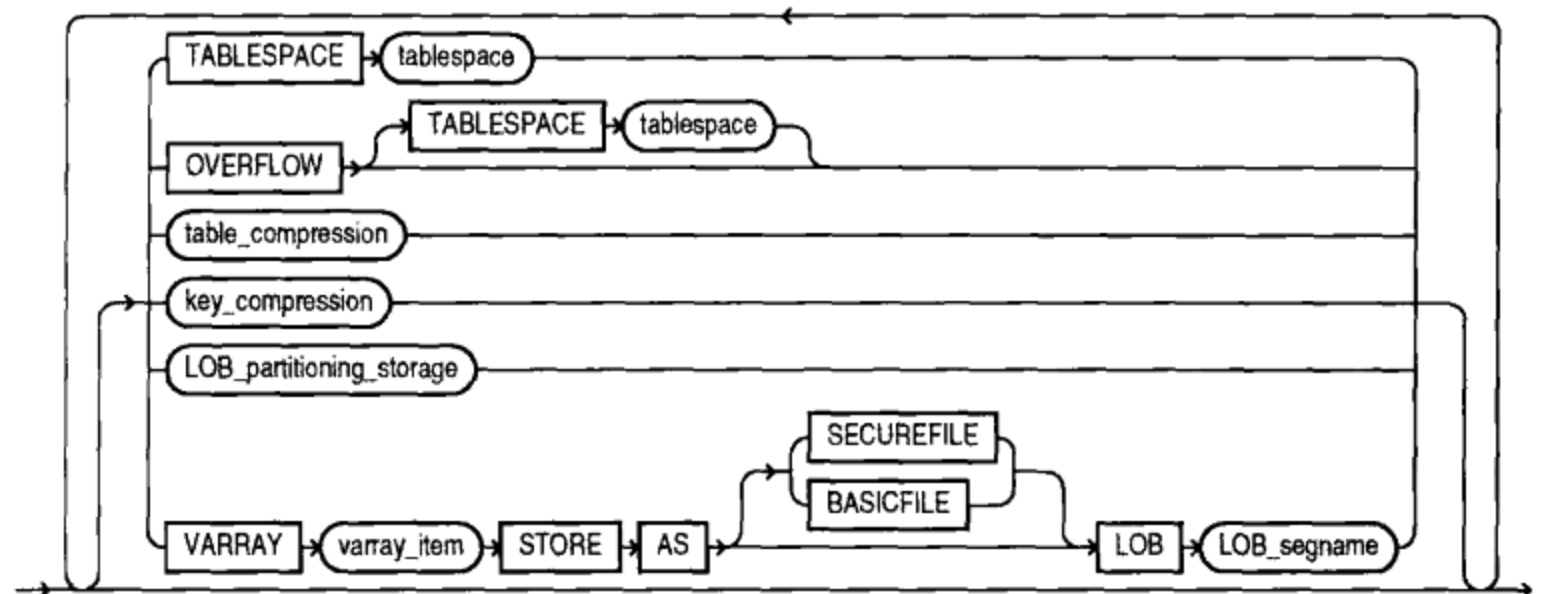 TABLESPACE tablespace
TABLESPACE tablespace
OVERFLOW
table_compression
key_compression
LOB_partitioning_storage
SECUREFILE
BASICFILE
VARRAY varray_item STORE AS LOB LOB_segname